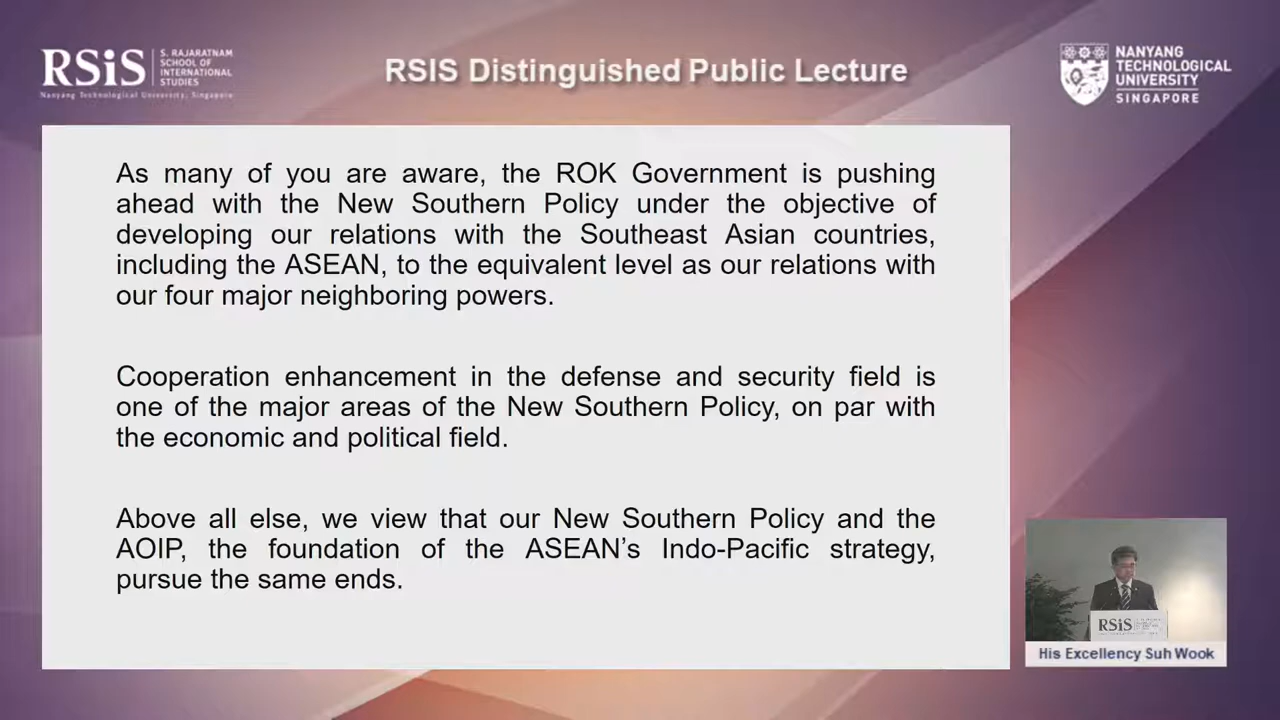 RSiS
S. RAJARATNAM
SCHOOL OF
INTERNATIONAL
STUDIES
Nanyang Technological University, Singapore
RSIS Distinguished Public Lecture
NANYANG
TECHNOLOGICAL
UNIVERSITY
SINGAPORE
As many of you are aware, the ROK Government is pushing
ahead with the New Southern Policy under the objective of
developing our relations with the Southeast Asian countries,
including the ASEAN, to the equivalent level as our relations with
our four major neighboring powers.
Cooperation enhancement in the defense and security field is
one of the major areas of the New Southern Policy, on par with
the economic and political field.
Above all else, we view that our New Southern Policy and the
AOIP, the foundation of the ASEAN’s Indo-Pacific strategy,
pursue the same ends.
RSiS
His Excellency Suh Wook